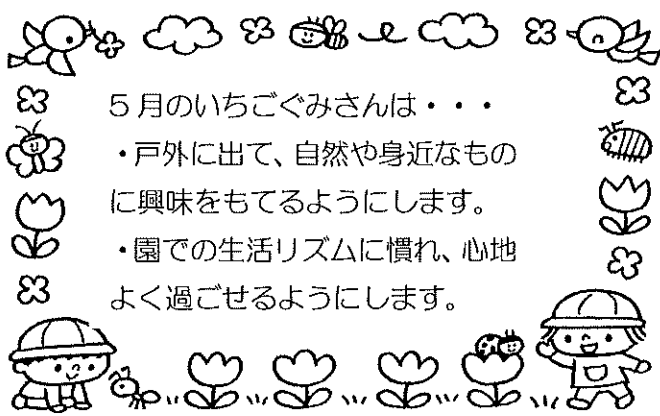 5月のいちごぐみさんは・・・
・戸外に出て、自然や身近なもの
に興味をもてるようにします。
・園での生活リズムに慣れ、心地
よく過ごせるようにします。